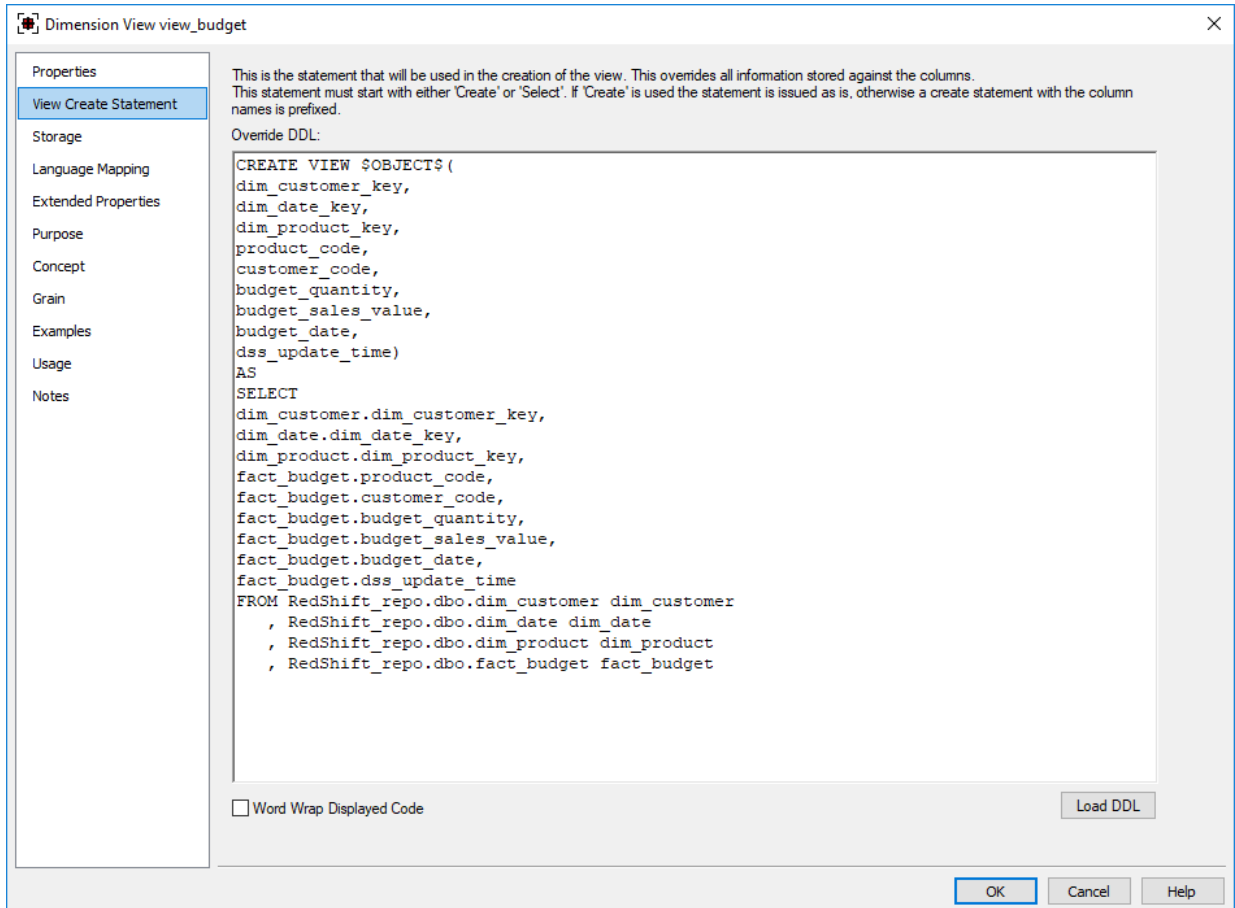 Dimension View view_budget
Properties
View Create Statement
Storage
Language Mapping
Extended Properties
Purpose
Concept
Grain
Examples
Usage
Notes
This is the statement that will be used in the creation of the view. This overrides all information stored against the columns.
This statement must start with either 'Create' or 'Select'. If 'Create' is used the statement is issued as is, otherwise a create statement with the column
names is prefixed.
Override DDL:
CREATE VIEW $OBJECT$(
dim_customer_key,
dim_date_key,
dim_product_key,
product_code,
customer_code,
budget_quantity,
budget_sales_value,
budget_date,
dss_update_time)
AS
SELECT
dim_customer.dim_customer_key,
dim_date.dim_date_key,
dim_product.dim_product_key,
fact_budget.product_code,
fact_budget.customer_code,
fact_budget.budget_quantity,
fact_budget.budget_sales_value,
fact_budget.budget_date,
fact_budget.dss_update_time
FROM RedShift_repo.dbo.dim_customer dim_customer
, RedShift_repo.dbo.dim_date dim_date
, RedShift_repo.dbo.dim_product dim_product
, RedShift_repo.dbo.fact_budget fact_budget
Word Wrap Displayed Code
Load DDL
OK
Cancel
Help